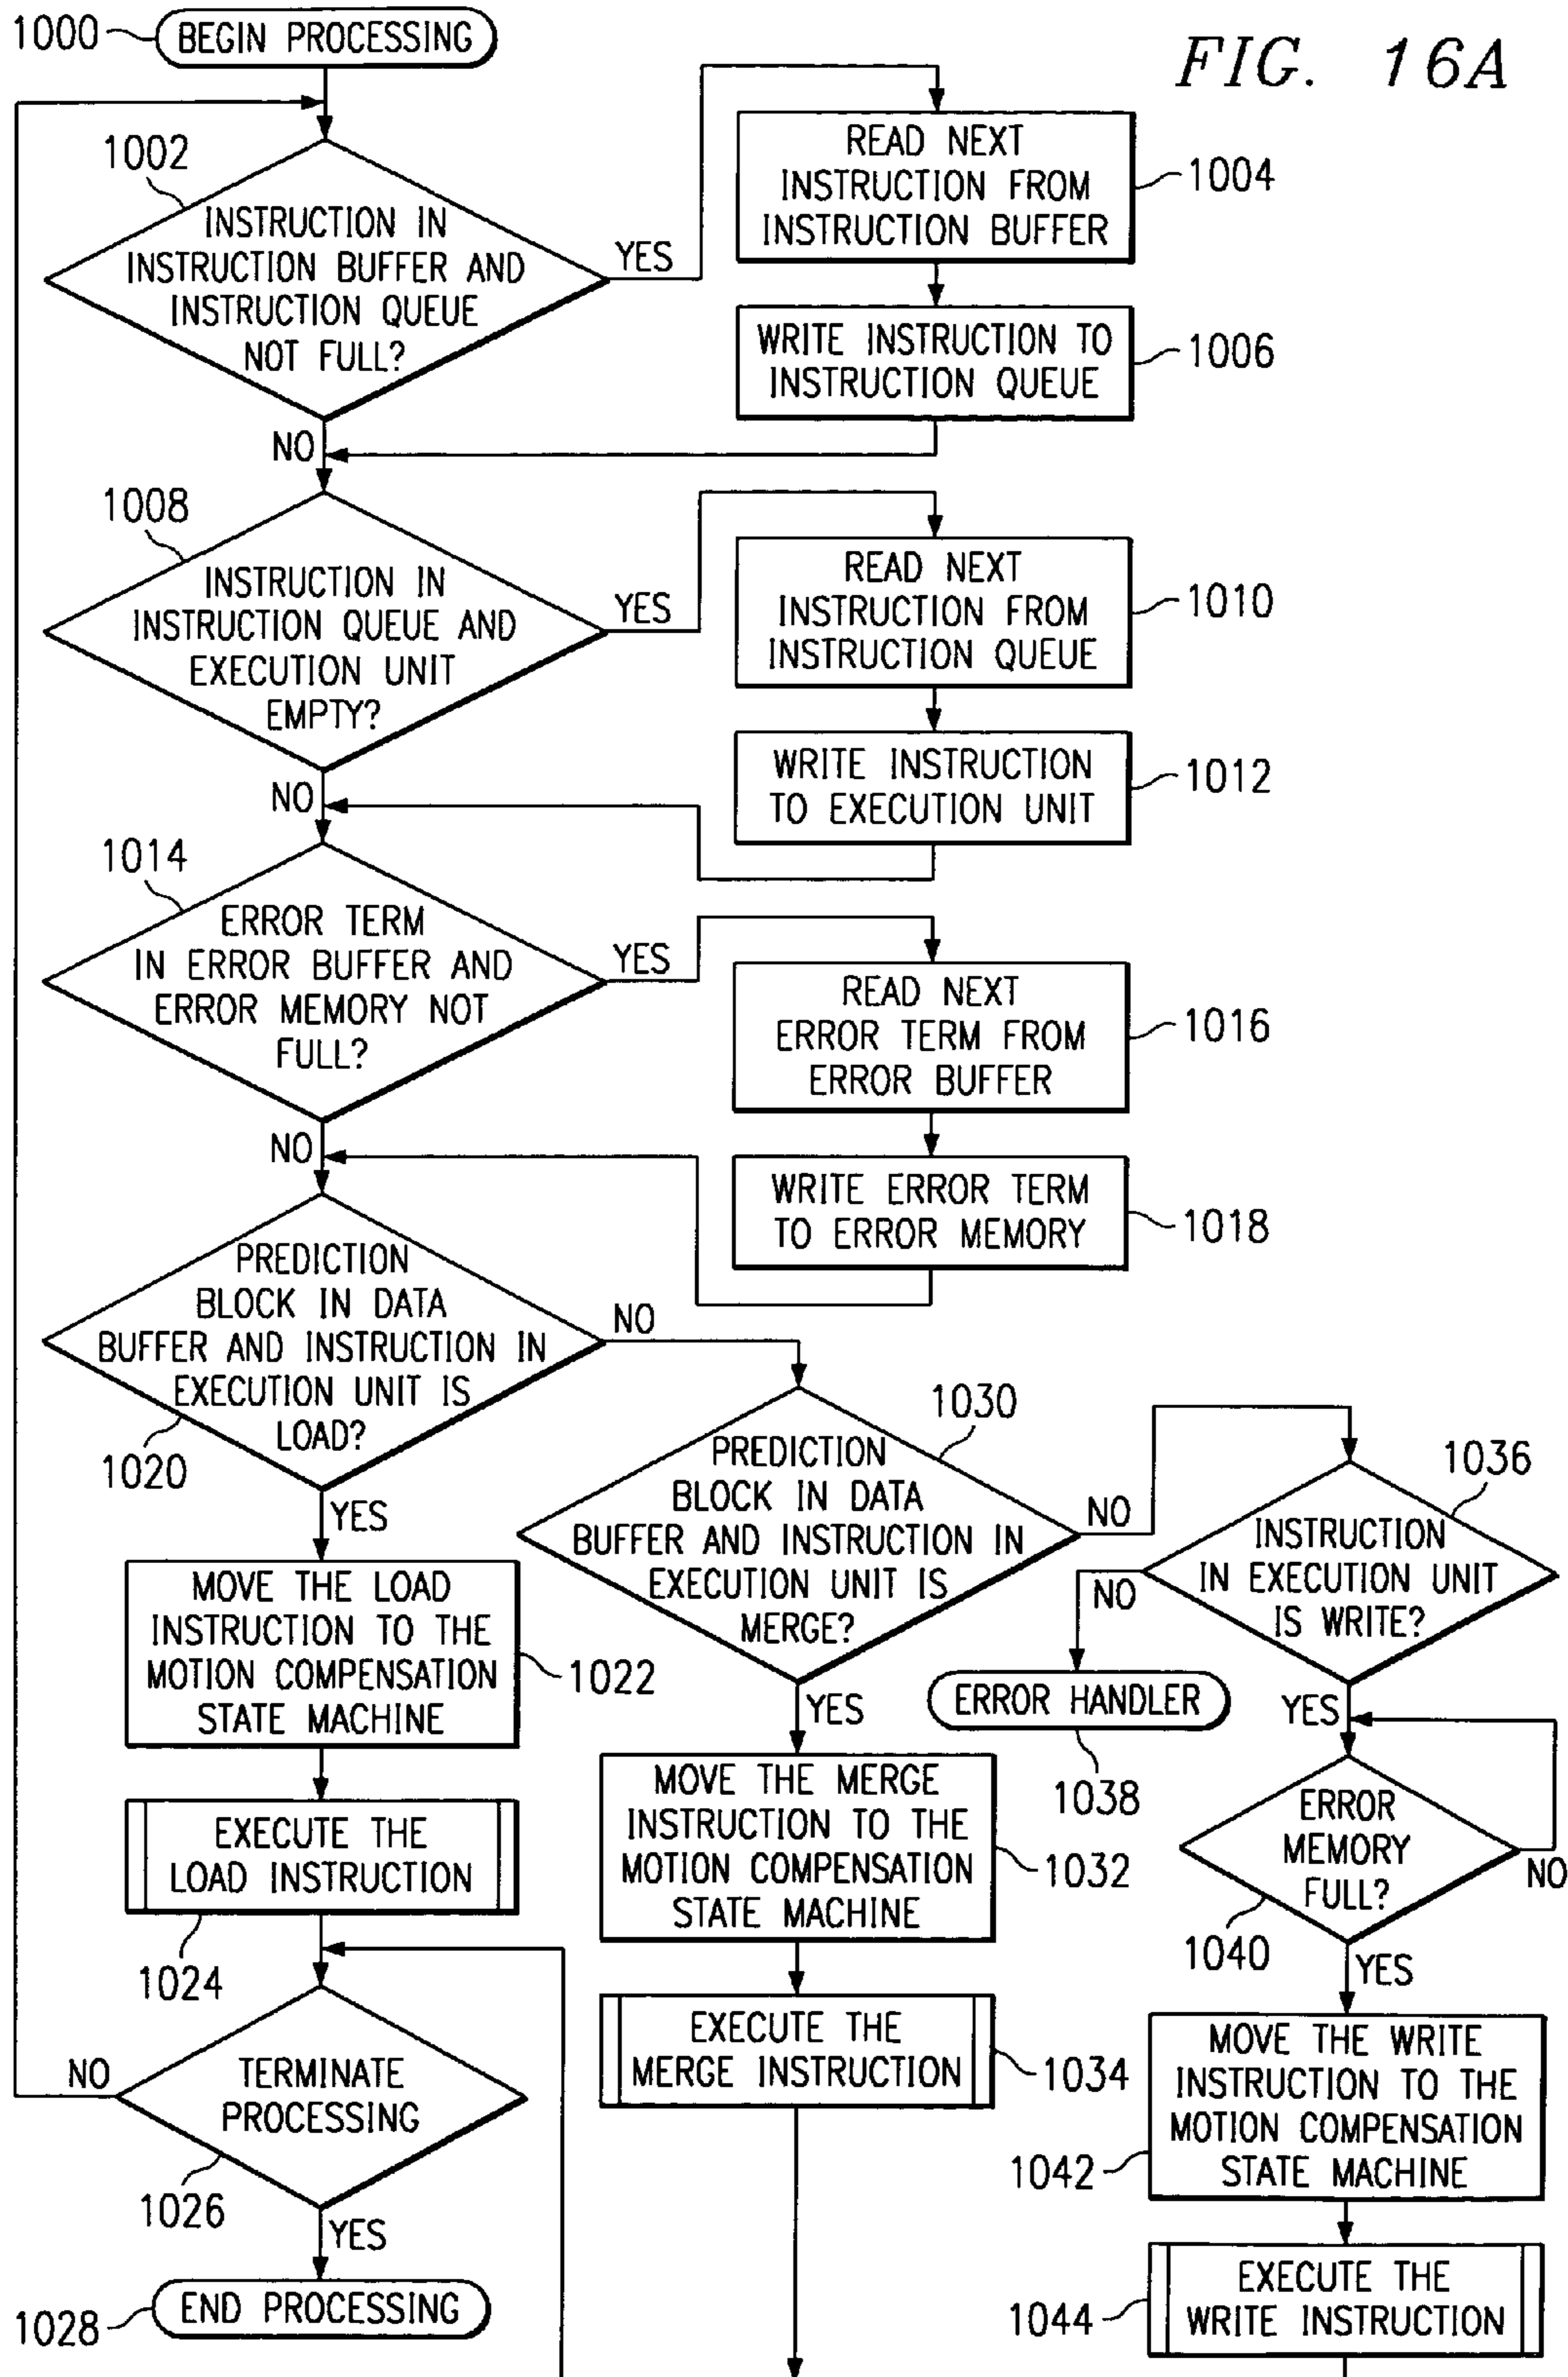 FIG. 16A
1000
BEGIN PROCESSING
1002
INSTRUCTION IN
INSTRUCTION BUFFER AND
INSTRUCTION QUEUE
NOT FULL?
YES
NO
READ NEXT
INSTRUCTION FROM
INSTRUCTION BUFFER
1004
WRITE INSTRUCTION TO
INSTRUCTION QUEUE
1006
1008
INSTRUCTION IN
INSTRUCTION QUEUE AND
EXECUTION UNIT
EMPTY?
YES
NO
READ NEXT
INSTRUCTION FROM
INSTRUCTION QUEUE
1010
WRITE INSTRUCTION
TO EXECUTION UNIT
1012
1014
ERROR TERM
IN ERROR BUFFER AND
ERROR MEMORY NOT
FULL?
YES
NO
READ NEXT
ERROR TERM FROM
ERROR BUFFER
1016
WRITE ERROR TERM
TO ERROR MEMORY
1018
PREDICTION
BLOCK IN DATA
BUFFER AND INSTRUCTION IN
EXECUTION UNIT IS
LOAD?
1020
NO
YES
MOVE THE LOAD
INSTRUCTION TO THE
MOTION COMPENSATION
STATE MACHINE
1022
EXECUTE THE
LOAD INSTRUCTION
1024
TERMINATE
PROCESSING
NO
1026
YES
END PROCESSING
1028
1030
PREDICTION
BLOCK IN DATA
BUFFER AND INSTRUCTION IN
EXECUTION UNIT IS
MERGE?
NO
YES
MOVE THE MERGE
INSTRUCTION TO THE
MOTION COMPENSATION
STATE MACHINE
1032
EXECUTE THE
MERGE INSTRUCTION
1034
1036
INSTRUCTION
IN EXECUTION UNIT
IS WRITE?
NO
ERROR HANDLER
1038
YES
ERROR
MEMORY
FULL?
NO
1040
YES
MOVE THE WRITE
INSTRUCTION TO THE
MOTION COMPENSATION
STATE MACHINE
1042
EXECUTE THE
WRITE INSTRUCTION
1044